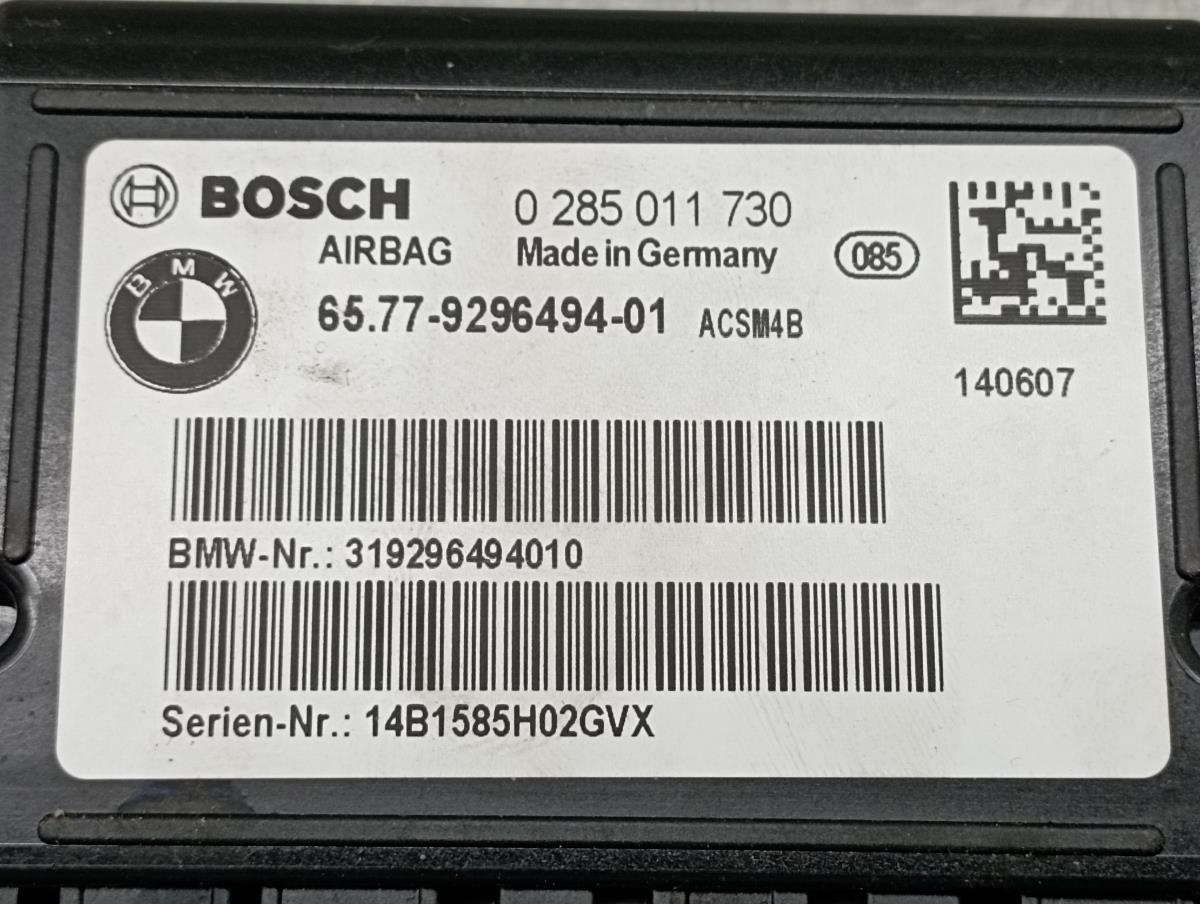 BOSCH 0 285 011 730
AIRBAG Made in Germany 085
BMW
65.77-9296494-01 ACSM4B
140607
BMW-Nr.: 319296494010
Serien-Nr.: 14B1585H02GVX